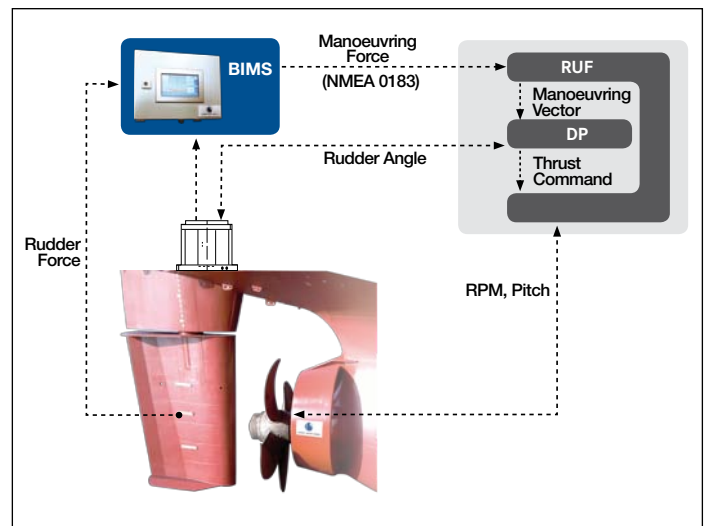 BIMS
Manoeuvring
Force
(NMEA 0183)
RUF
Manoeuvring
Vector
DP
Rudder Angle
Thrust
Command
Rudder
Force
RPM, Pitch